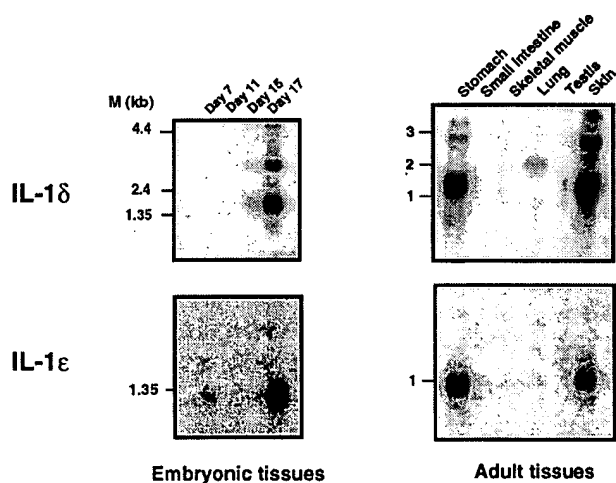 M (kb)
Day 7
Day 11
Day 15
Day 17
4.4
2.4
1.35
IL-1δ
Stomach
Small intestine
Skeletal muscle
Lung
Testis
Skin
3
2
1
IL-1ε
1.35
1
Embryonic tissues
Adult tissues